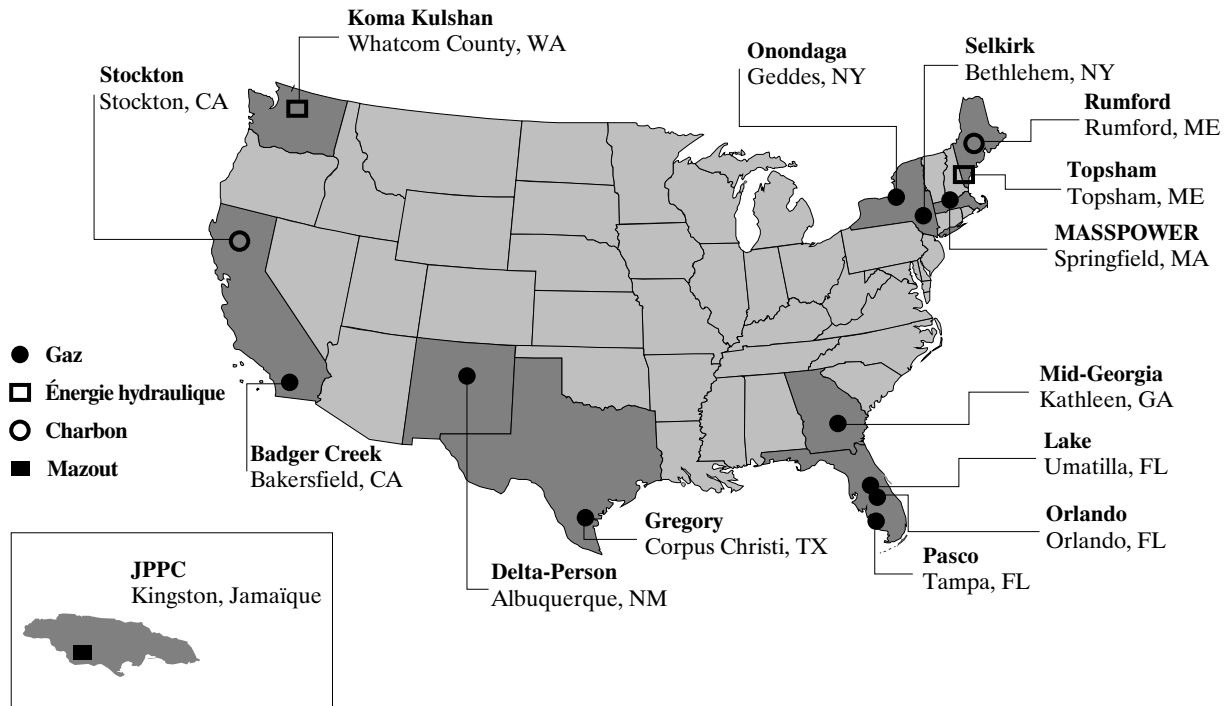 Koma Kulshan
Whatcom County, WA
Stockton
Stockton, CA
Onondaga
Geddes, NY
Selkirk
Bethlehem, NY
Rumford
Rumford, ME
Topsham
Topsham, ME
MASSPOWER
Springfield, MA
Gaz
Énergie hydraulique
Charbon
Mazout
Badger Creek
Bakersfield, CA
Mid-Georgia
Kathleen, GA
Lake
Umatilla, FL
Orlando
Orlando, FL
Gregory
Corpus Christi, TX
Pasco
Tampa, FL
Delta-Person
Albuquerque, NM
JPPC
Kingston, Jamaïque